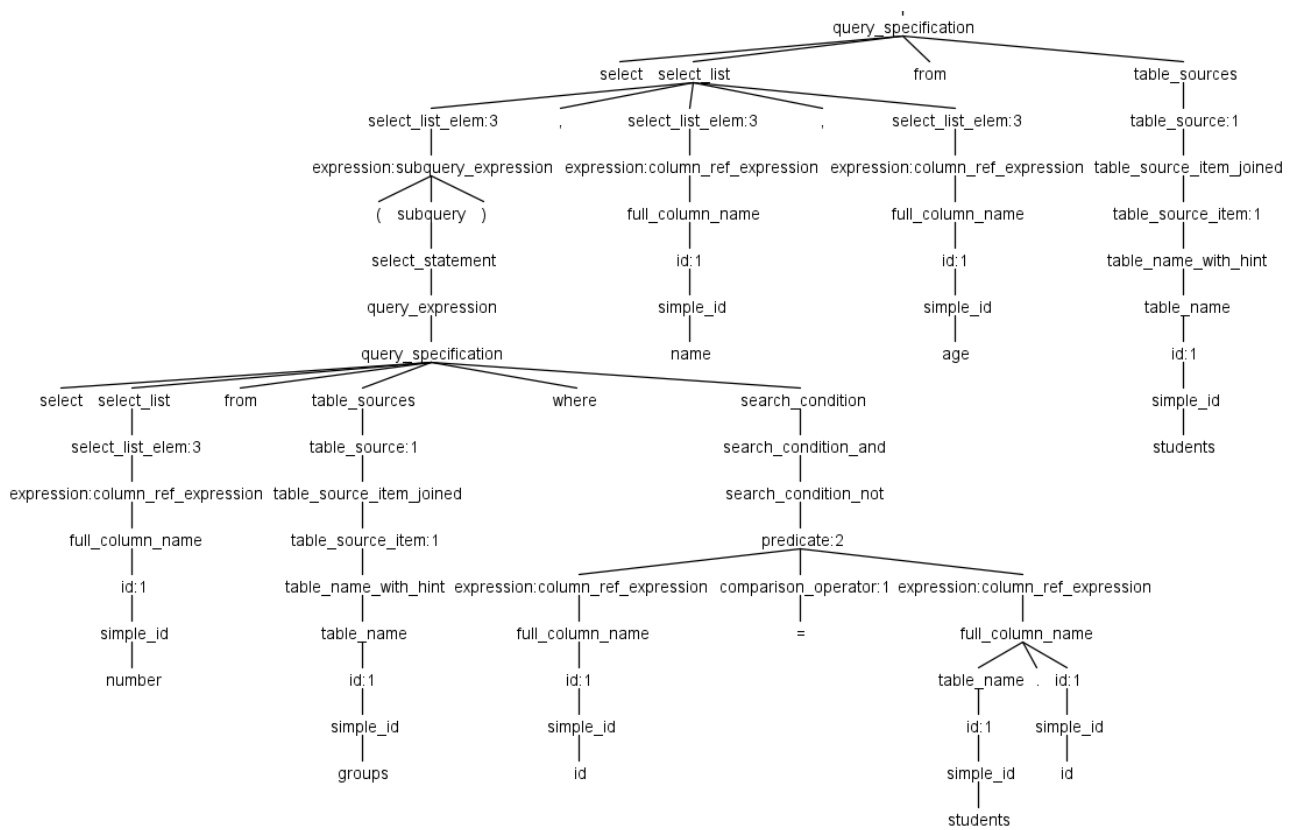 query_specification
select select_list from table_sources
select_list_elem:3 , select_list_elem:3 , select_list_elem:3 table_source:1
expression:subquery_expression expression:column_ref_expression expression:column_ref_expression table_source_item_joined
( subquery ) full_column_name full_column_name table_source_item:1
select_statement id:1 id:1 table_name_with_hint
query_expression simple_id simple_id table_name
query_specification name age id:1
select select_list from table_sources where search_condition simple_id
select_list_elem:3 table_source:1 search_condition_and students
expression:column_ref_expression table_source_item_joined search_condition_not
full_column_name table_source_item:1 predicate:2
id:1 table_name_with_hint expression:column_ref_expression comparison_operator:1 expression:column_ref_expression
simple_id table_name full_column_name = full_column_name
number id:1 id:1 table_name . id:1
simple_id simple_id id:1 simple_id
groups id simple_id id
students